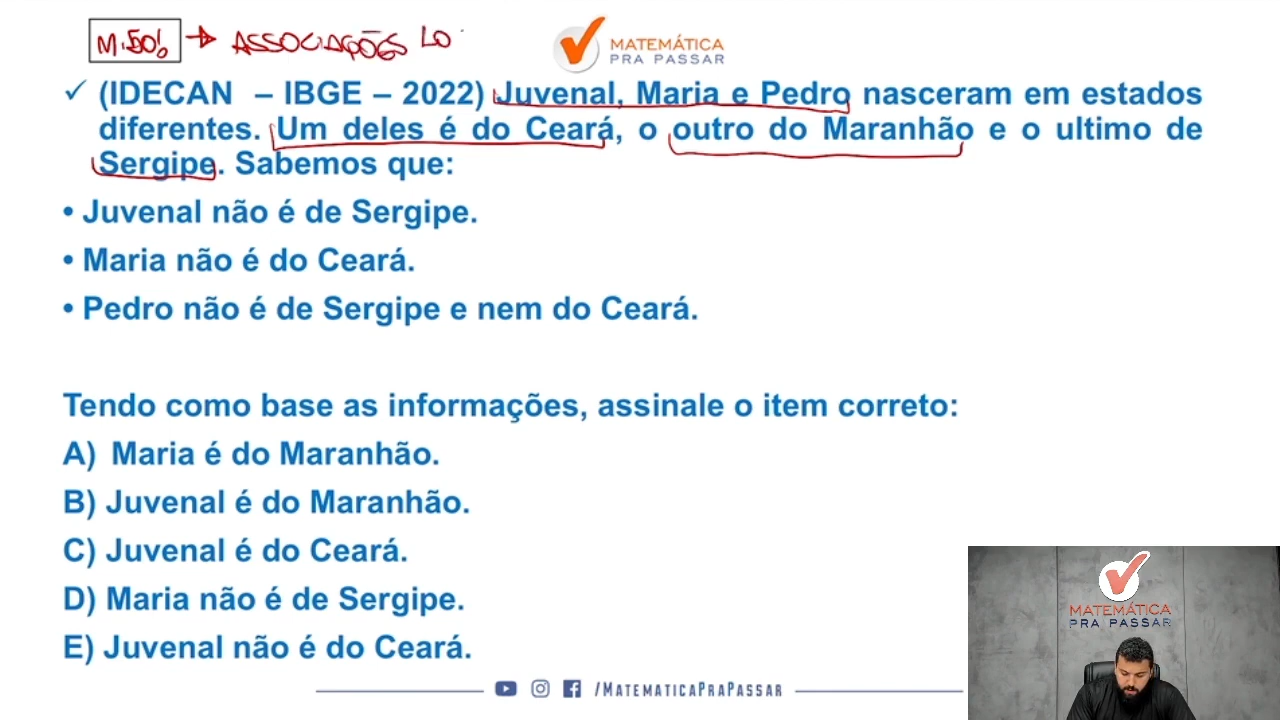 M.50! → ASSOCIAÇÕES LO
MATEMÁTICA
PRA PASSAR
✓ (IDECAN – IBGE – 2022) Juvenal, Maria e Pedro nasceram em estados
diferentes. Um deles é do Ceará, o outro do Maranhão e o ultimo de
Sergipe. Sabemos que:
• Juvenal não é de Sergipe.
• Maria não é do Ceará.
• Pedro não é de Sergipe e nem do Ceará.
Tendo como base as informações, assinale o item correto:
A) Maria é do Maranhão.
B) Juvenal é do Maranhão.
C) Juvenal é do Ceará.
D) Maria não é de Sergipe.
E) Juvenal não é do Ceará.
/MATEMATICAPRAPASSAR
MATEMÁTICA
PRA PASSAR